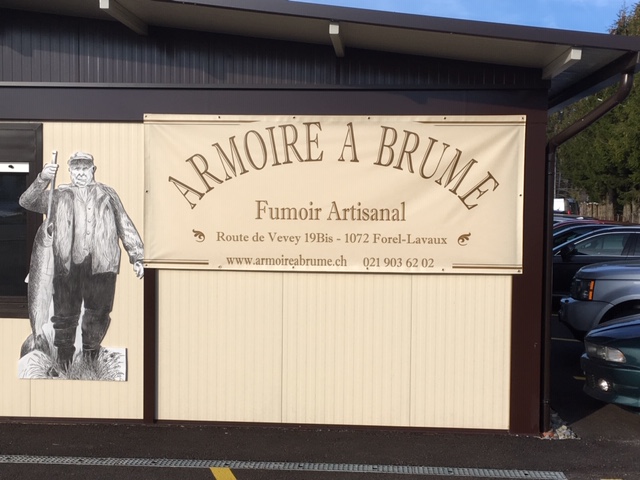 ARMOIRE A BRUME
Fumoir Artisanal
Route de Vevey 19Bis - 1072 Forel-Lavaux
www.armoireabrume.ch 021 903 62 02